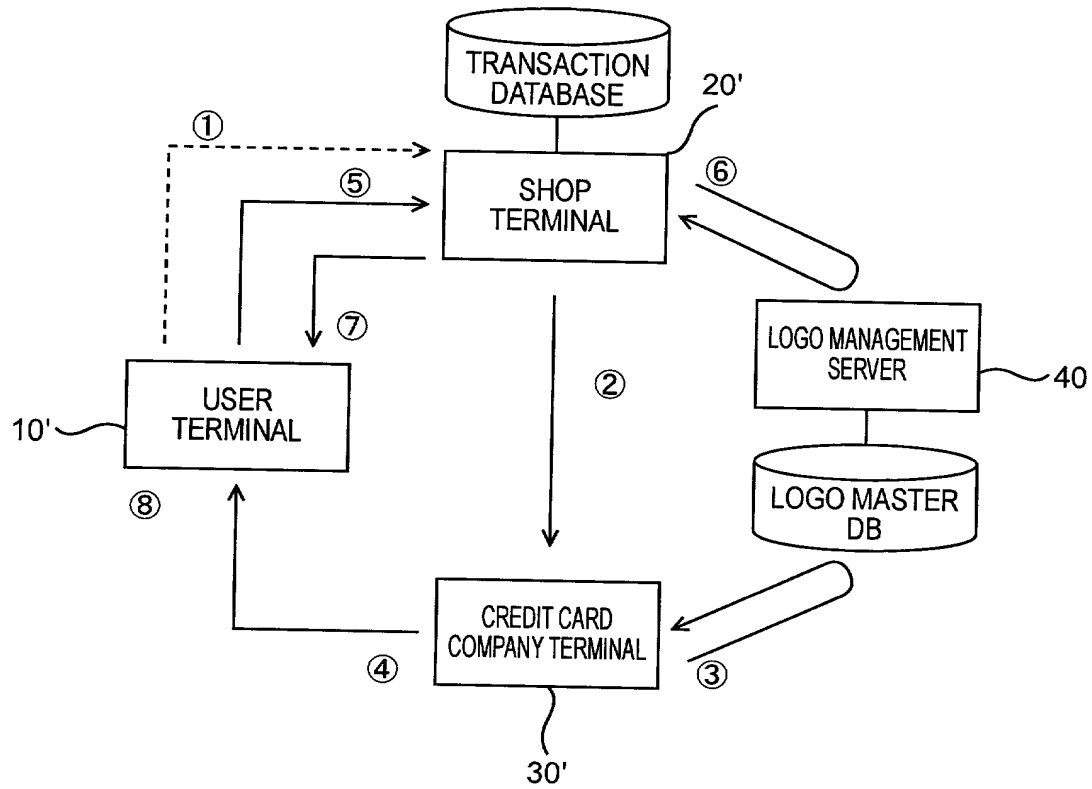 TRANSACTION
DATABASE
20'
①
⑤
SHOP
TERMINAL
⑥
⑦
LOGO MANAGEMENT
SERVER
40
②
USER
TERMINAL
10'
⑧
LOGO MASTER
DB
CREDIT CARD
COMPANY TERMINAL
④
③
30'